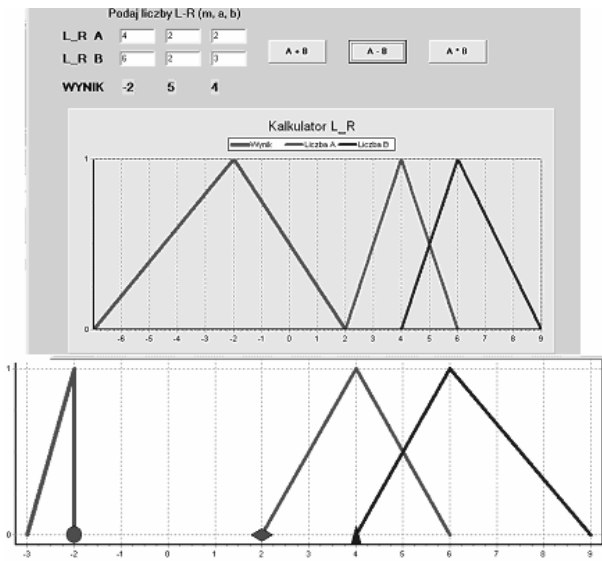 Podaj liczby L-R (m, a, b)
L_R A 4 2 2
L_R B 6 2 3
A + B A - B A * B
WYNIK -2 5 4
Kalkulator L_R
Wynik Liczba A Liczba B
1
0
-6 -5 -4 -3 -2 -1 0 1 2 3 4 5 6 7 8 9
1
0
-3 -2 -1 0 1 2 3 4 5 6 7 8 9